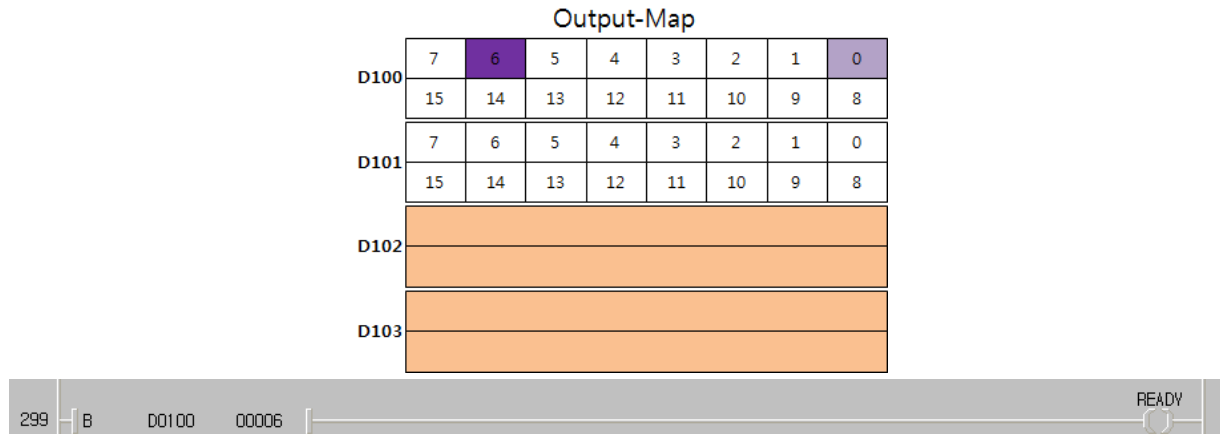 Output-Map
D100
7 6 5 4 3 2 1 0
15 14 13 12 11 10 9 8
D101
7 6 5 4 3 2 1 0
15 14 13 12 11 10 9 8
D102
D103
READY
299 B D0100 00006